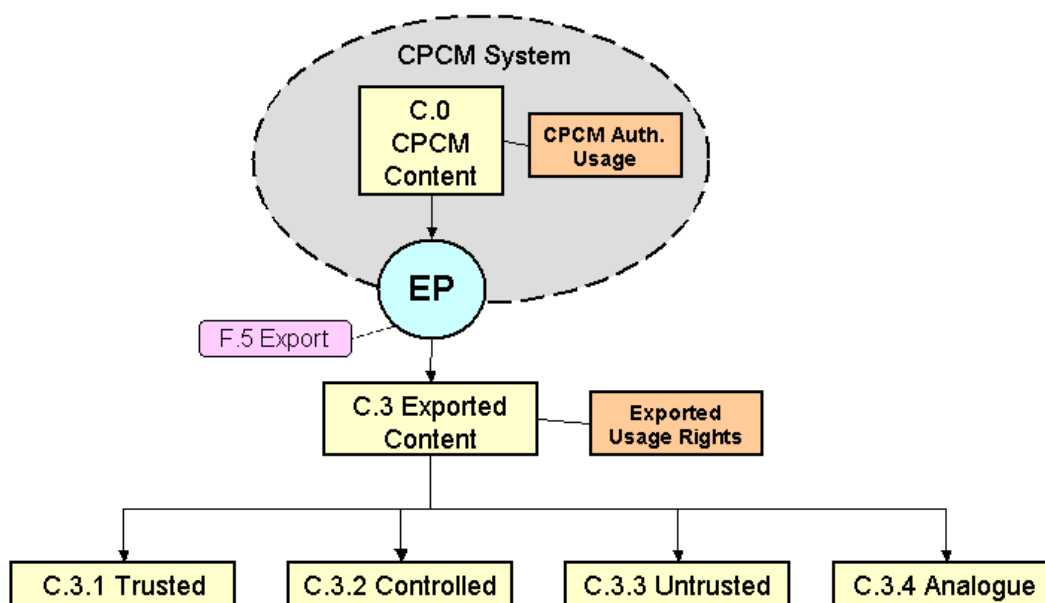 CPCM System
C.0
CPCM
Content
CPCM Auth.
Usage
EP
F.5 Export
C.3 Exported
Content
Exported
Usage Rights
C.3.1 Trusted
C.3.2 Controlled
C.3.3 Untrusted
C.3.4 Analogue